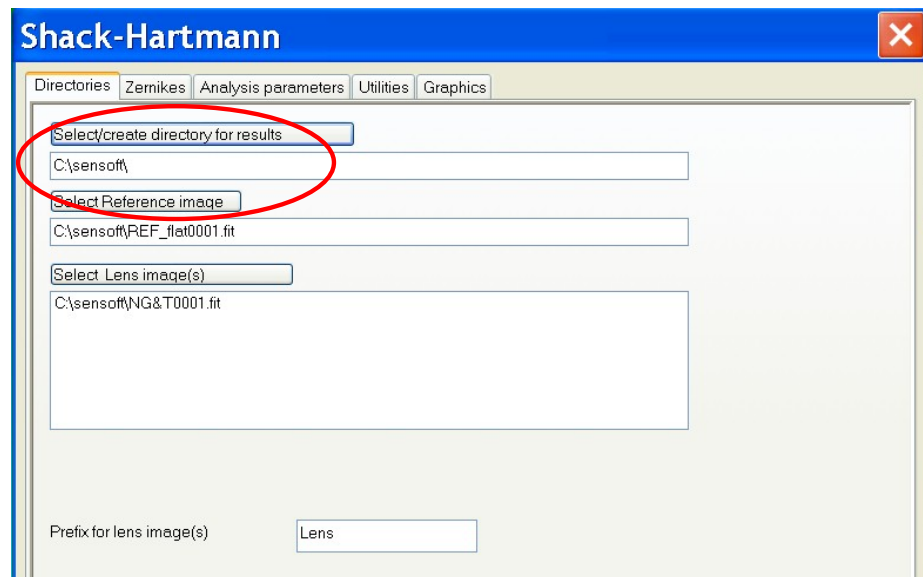 Shack-Hartmann
Directories Zernikes Analysis parameters Utilities Graphics
Select/create directory for results
C:\sensoft\
Select Reference image
C:\sensoft\REF_flat0001.fit
Select Lens image(s)
C:\sensoft\NG&T0001.fit
Prefix for lens image(s) Lens